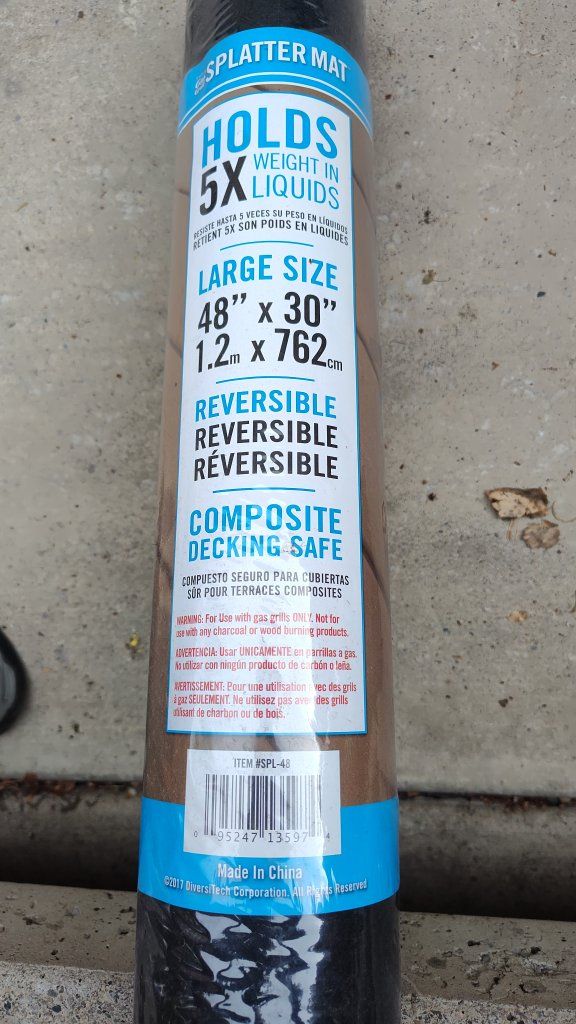 SPLATTER MAT
HOLDS
5X WEIGHT IN
LIQUIDS
RESISTE HASTA 5 VECES SU PESO EN LÍQUIDOS
RETIENT 5X SON POIDS EN LIQUIDES
LARGE SIZE
48” x 30”
1.2m x 762cm
REVERSIBLE
REVERSIBLE
RÉVERSIBLE
COMPOSITE
DECKING SAFE
COMPUESTO SEGURO PARA CUBIERTAS
SÛR POUR TERRACES COMPOSITES
WARNING: For Use with gas grills ONLY. Not for
use with any charcoal or wood burning products.
ADVERTENCIA: Usar UNICAMENTE en parrillas a gas.
No utilizar con ningún producto de carbón o leña.
AVERTISSEMENT: Pour une utilisation avec des grils
à gaz SEULEMENT. Ne utilisez pas avec des grills
utilisant de charbon ou de bois.
ITEM #SPL-48
0 95247 13597 4
Made In China
©2017 DiversiTech Corporation. All Rights Reserved